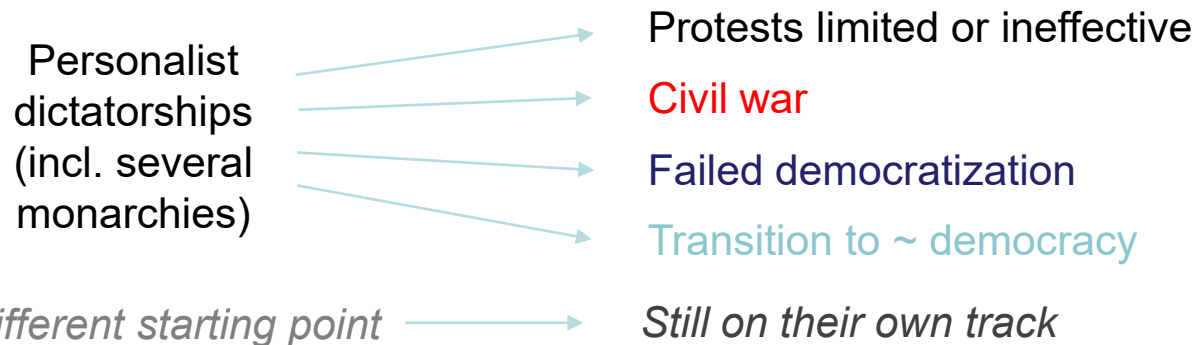 Personalist
dictatorships
(incl. several
monarchies)
Protests limited or ineffective
Civil war
Failed democratization
Transition to ~ democracy
ifferent starting point
Still on their own track